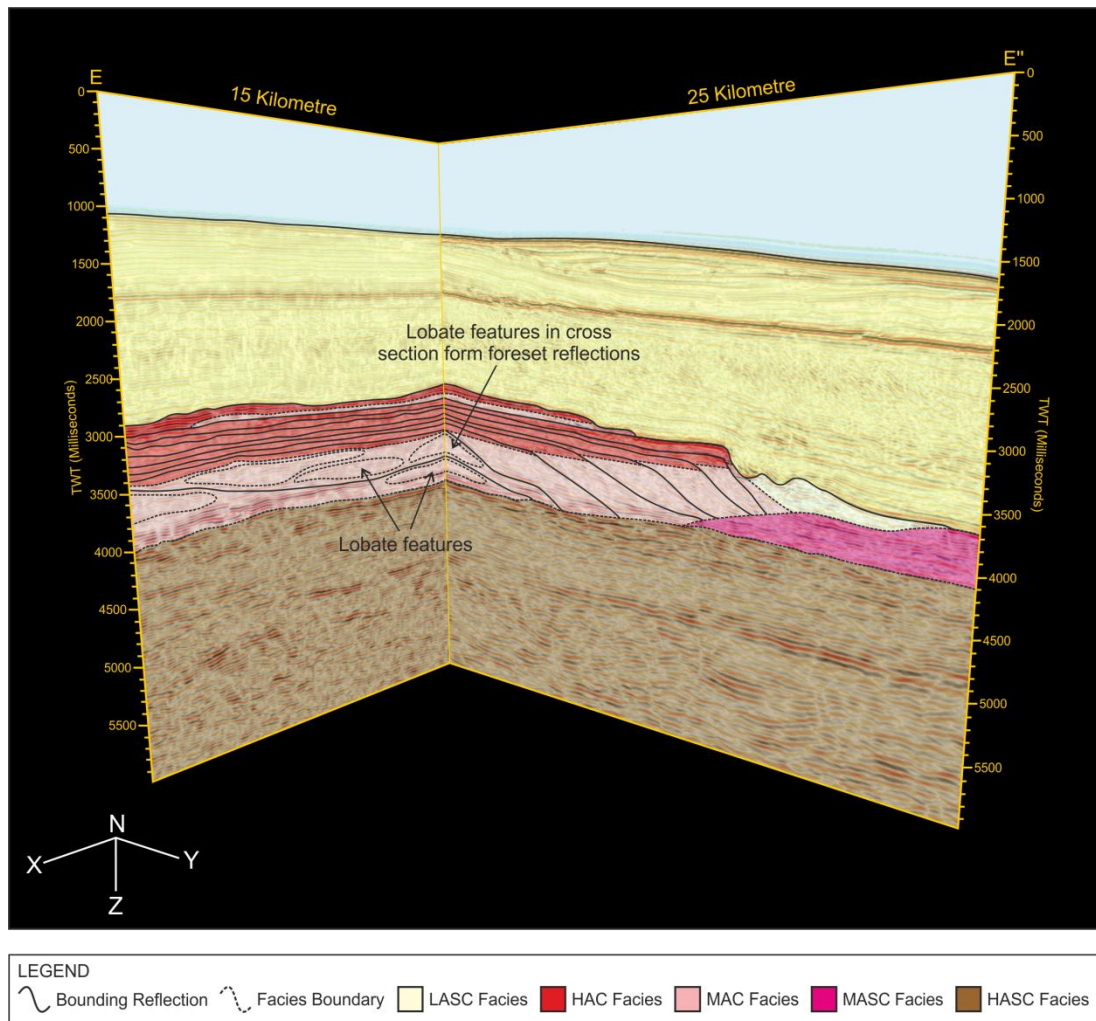 E
E"
15 Kilometre
25 Kilometre
0
500
1000
1500
2000
2500
3000
3500
4000
4500
5000
5500
TWT (Milliseconds)
0
500
1000
1500
2000
2500
3000
3500
4000
4500
5000
5500
TWT (Milliseconds)
Lobate features in cross
section form foreset reflections
Lobate features
N
X
Y
Z
LEGEND
Bounding Reflection Facies Boundary LASC Facies HAC Facies MAC Facies MASC Facies HASC Facies